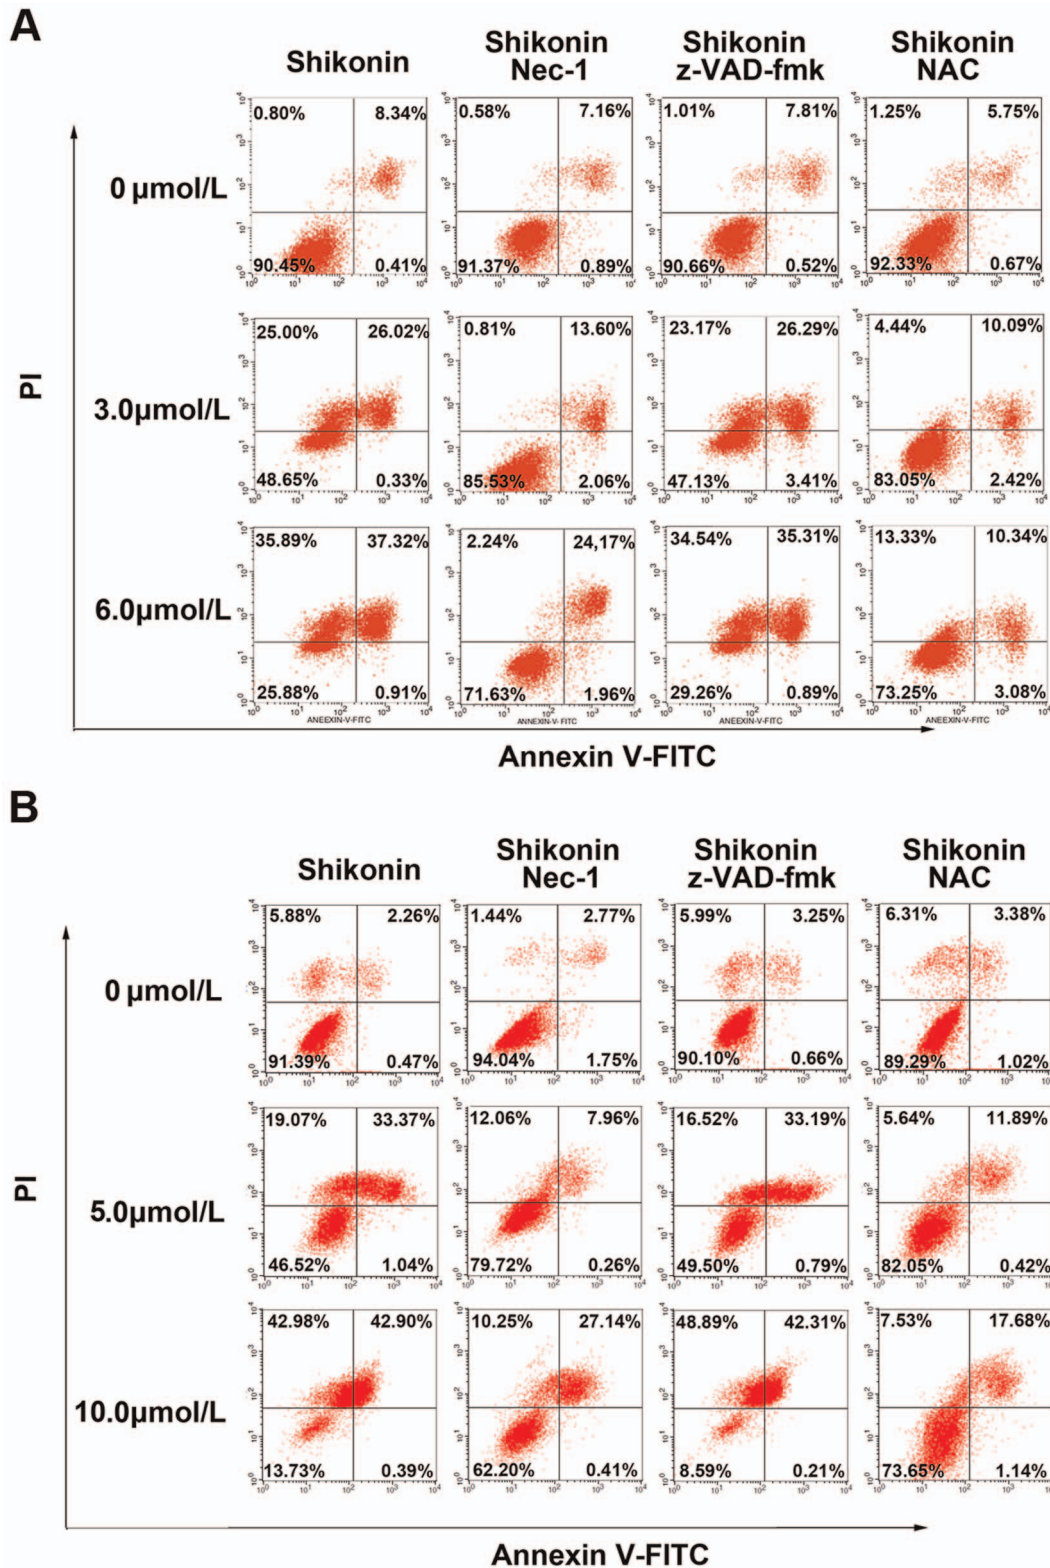 A
Shikonin
Shikonin
Nec-1
Shikonin
z-VAD-fmk
Shikonin
NAC
0 µmol/L
0.80% 8.34%
90.45% 0.41%
0.58% 7.16%
91.37% 0.89%
1.01% 7.81%
90.66% 0.52%
1.25% 5.75%
92.33% 0.67%
PI
3.0µmol/L
25.00% 26.02%
48.65% 0.33%
0.81% 13.60%
85.53% 2.06%
23.17% 26.29%
47.13% 3.41%
4.44% 10.09%
83.05% 2.42%
6.0µmol/L
35.89% 37.32%
25.88% 0.91%
ANEEXIN-V-FITC
2.24% 24,17%
71.63% 1.96%
ANNEXIN-V- FITC
34.54% 35.31%
29.26% 0.89%
ANEEXIN-V-FITC
13.33% 10.34%
73.25% 3.08%
ANEEXIN-V-FITC
Annexin V-FITC
B
Shikonin
Shikonin
Nec-1
Shikonin
z-VAD-fmk
Shikonin
NAC
0 µmol/L
5.88% 2.26%
91.39% 0.47%
1.44% 2.77%
94.04% 1.75%
5.99% 3.25%
90.10% 0.66%
6.31% 3.38%
89.29% 1.02%
PI
5.0µmol/L
19.07% 33.37%
46.52% 1.04%
12.06% 7.96%
79.72% 0.26%
16.52% 33.19%
49.50% 0.79%
5.64% 11.89%
82.05% 0.42%
10.0µmol/L
42.98% 42.90%
13.73% 0.39%
10.25% 27.14%
62.20% 0.41%
48.89% 42.31%
8.59% 0.21%
7.53% 17.68%
73.65% 1.14%
Annexin V-FITC